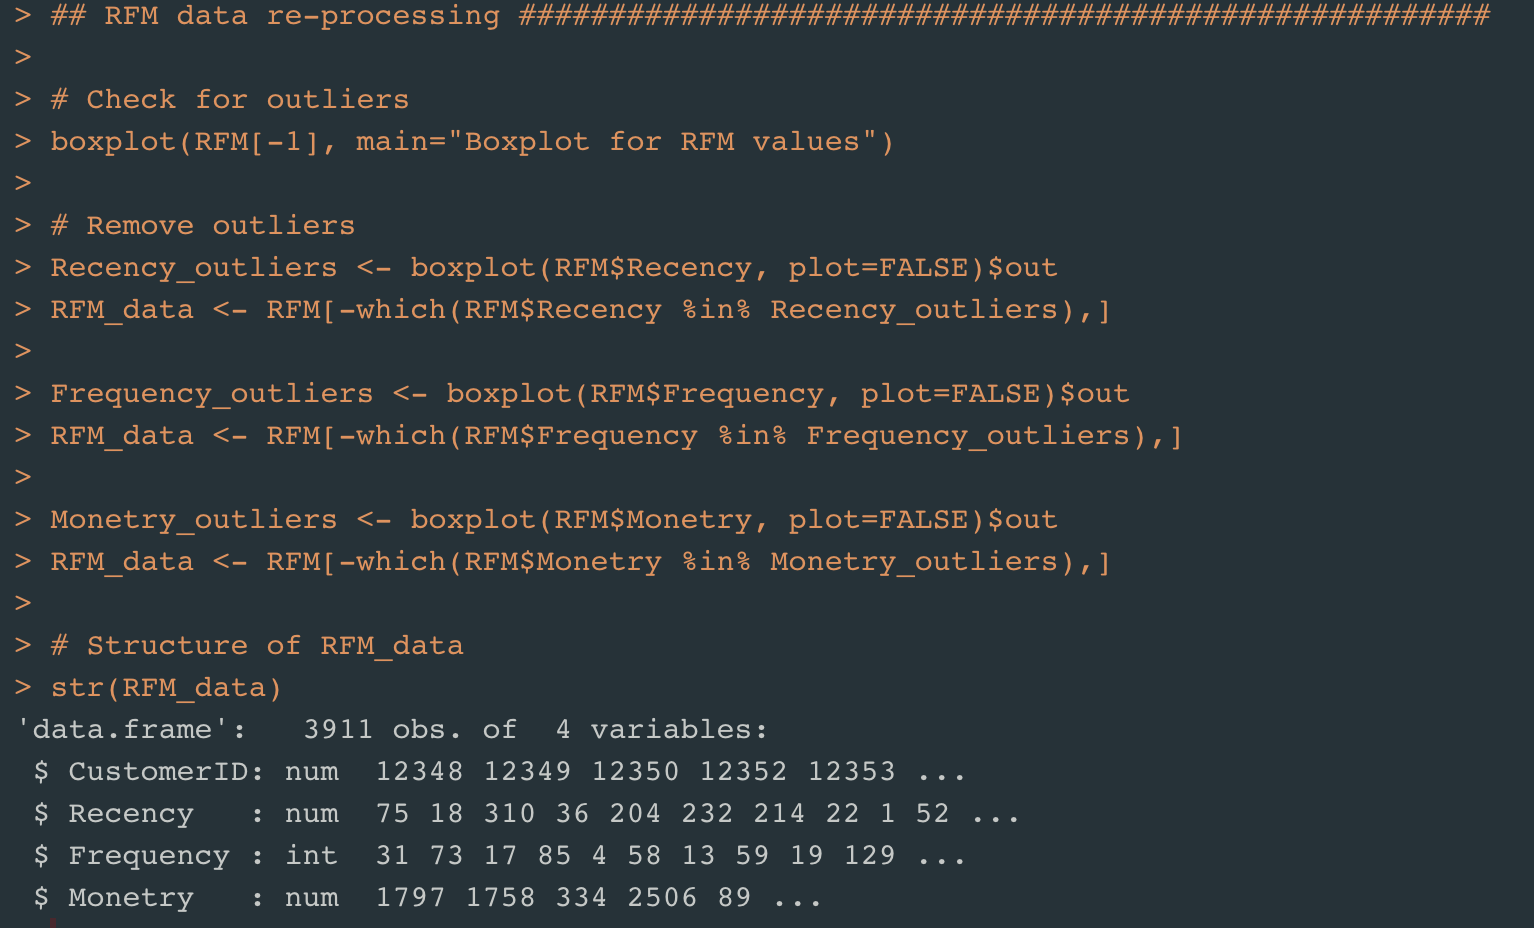 > ## RFM data re-processing ######################################################
>
> # Check for outliers
> boxplot(RFM[-1], main="Boxplot for RFM values")
>
> # Remove outliers
> Recency_outliers <- boxplot(RFM$Recency, plot=FALSE)$out
> RFM_data <- RFM[-which(RFM$Recency %in% Recency_outliers),]
>
> Frequency_outliers <- boxplot(RFM$Frequency, plot=FALSE)$out
> RFM_data <- RFM[-which(RFM$Frequency %in% Frequency_outliers),]
>
> Monetry_outliers <- boxplot(RFM$Monetry, plot=FALSE)$out
> RFM_data <- RFM[-which(RFM$Monetry %in% Monetry_outliers),]
>
> # Structure of RFM_data
> str(RFM_data)
'data.frame':   3911 obs. of  4 variables:
 $ CustomerID: num  12348 12349 12350 12352 12353 ...
 $ Recency   : num  75 18 310 36 204 232 214 22 1 52 ...
 $ Frequency : int  31 73 17 85 4 58 13 59 19 129 ...
 $ Monetry   : num  1797 1758 334 2506 89 ...